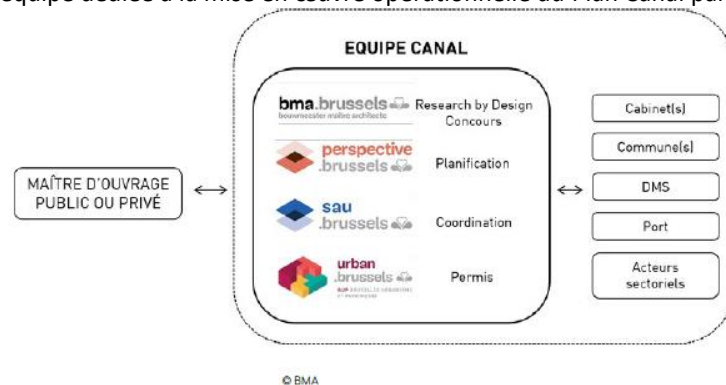 équipe dédiée à la mise en œuvre opérationnelle du Plan Canal par
EQUIPE CANAL
MAÎTRE D'OUVRAGE
PUBLIC OU PRIVÉ
bma.brussels
bouwmeester maître architecte
Research by Design
Concours
perspective
.brussels
Planification
sau
.brussels
Coordination
urban
.brussels
Permis
Cabinet(s)
Commune(s)
DMS
Port
Acteurs
sectoriels
© BMA